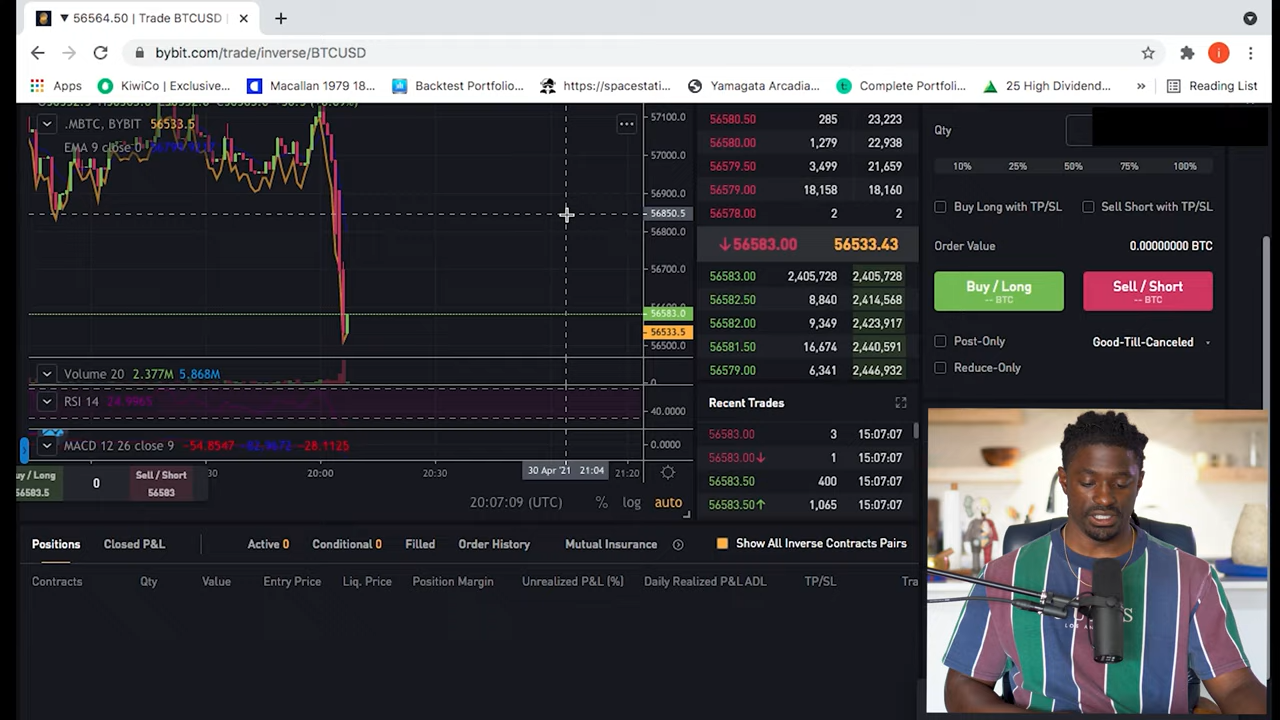 ▼ 56564.50 | Trade BTCUSD |
bybit.com/trade/inverse/BTCUSD
Apps KiwiCo | Exclusive... Macallan 1979 18... Backtest Portfolio... https://spacestati... Yamagata Arcadia... Complete Portfoli... 25 High Dividend... » Reading List
.MBTC, BYBIT 56533.5
EMA 9 close 0
57100.0
57000.0
56900.0
56850.5
56800.0
56700.0
56583.0
56533.5
56500.0
Volume 20 2.377M 5.868M
0
RSI 14 24.9965
40.0000
MACD 12 26 close 9 -54.8547 -82.9672 -28.1125
0.0000
:30 20:00 20:30 30 Apr '21 21:04 21:20
uy / Long 56583.5
0
Sell / Short 56583
20:07:09 (UTC) % log auto
56580.50 285 23,223
56580.00 1,279 22,938
56579.50 3,499 21,659
56579.00 18,158 18,160
56578.00 2 2
↓56583.00 56533.43
56583.00 2,405,728 2,405,728
56582.50 8,840 2,414,568
56582.00 9,349 2,423,917
56581.50 16,674 2,440,591
56579.00 6,341 2,446,932
Recent Trades
56583.00 3 15:07:07
56583.00↓ 1 15:07:07
56583.50 400 15:07:07
56583.50↑ 1,065 15:07:07
Qty
10% 25% 50% 75% 100%
Buy Long with TP/SL Sell Short with TP/SL
Order Value 0.00000000 BTC
Buy / Long
-- BTC
Sell / Short
-- BTC
Post-Only Good-Till-Canceled
Reduce-Only
Positions Closed P&L Active 0 Conditional 0 Filled Order History Mutual Insurance Show All Inverse Contracts Pairs
Contracts Qty Value Entry Price Liq. Price Position Margin Unrealized P&L (%) Daily Realized P&L ADL TP/SL Tra